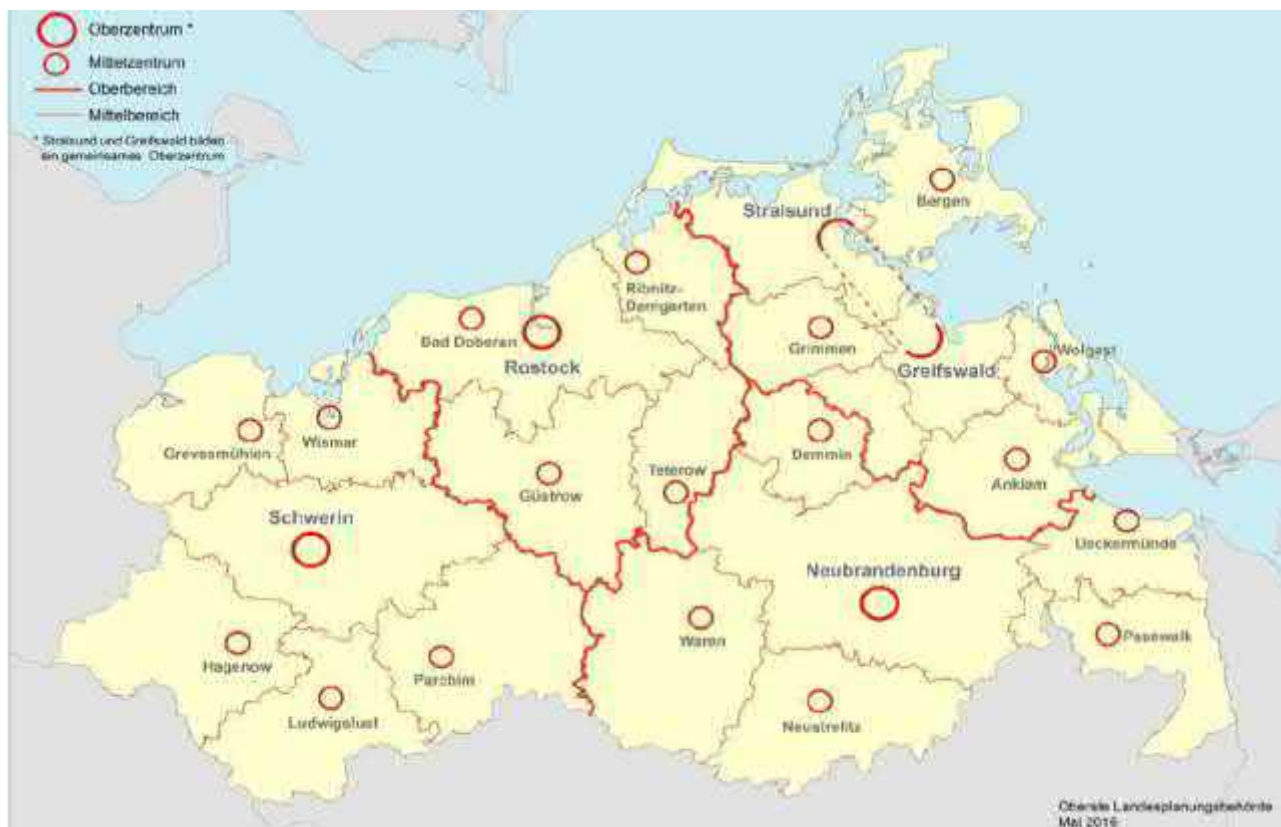 Oberzentrum *
Mittelzentrum
Oberbereich
Mittelbereich
* Stralsund und Greifswald bilden
ein gemeinsames Oberzentrum
Bergen
Stralsund
Ribnitz-
Damgarten
Bad Doberan
Rostock
Grimmen
Greifswald
Wolgast
Grevesmühlen
Wismar
Güstrow
Teterow
Demmin
Anklam
Schwerin
Ueckermünde
Neubrandenburg
Hagenow
Parchim
Waren
Pasewalk
Ludwigslust
Neustrelitz
Oberste Landesplanungsbehörde
Mai 2016